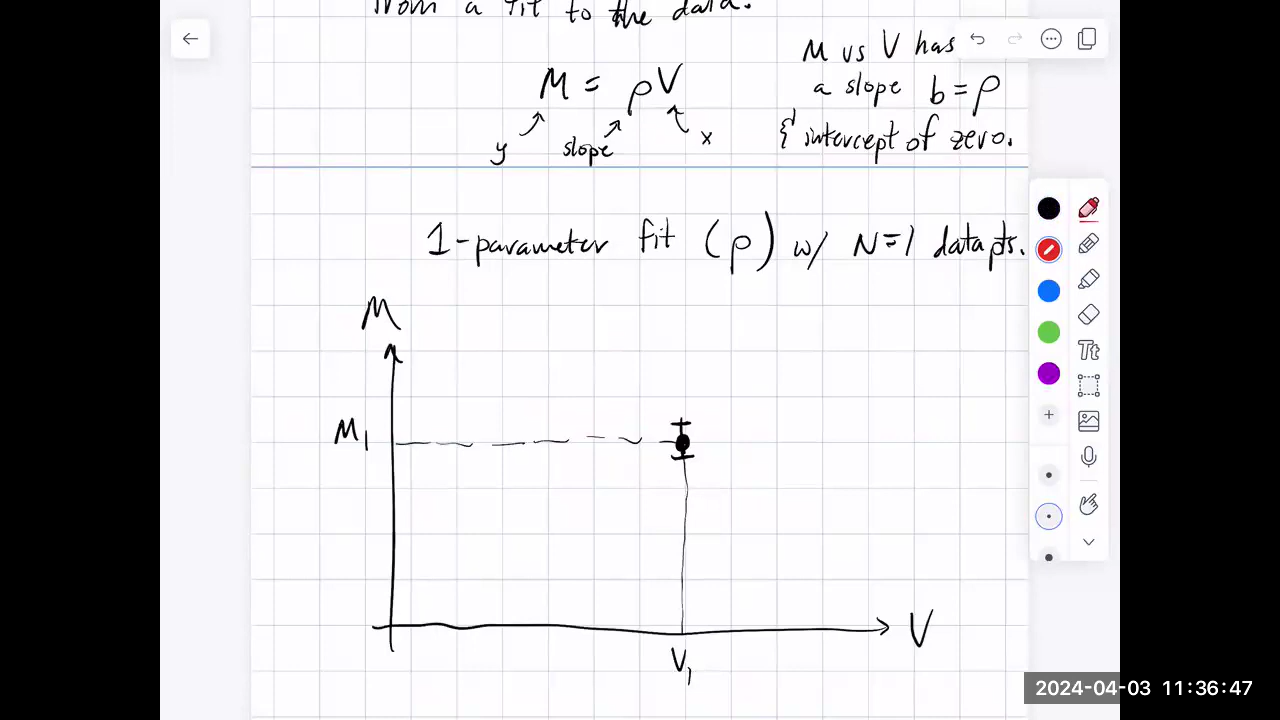 from a fit to the data.
M vs V has
a slope b = ρ
& intercept of zero.
M = ρV
y slope x
1-parameter fit (ρ) w/ N=1 data pts.
M
M1
V
V1
Tt
2024-04-03 11:36:47